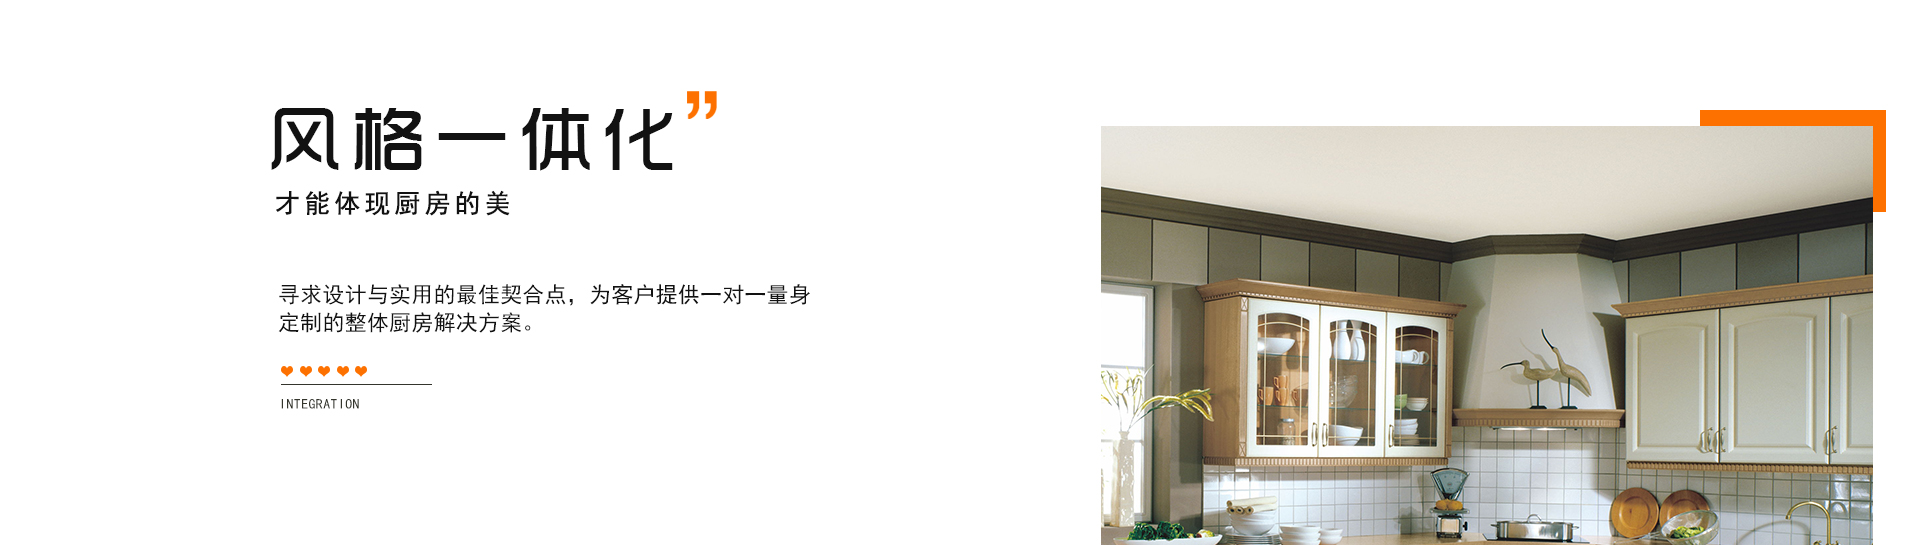 风格一体化”
才能体现厨房的美
寻求设计与实用的最佳契合点，为客户提供一对一量身
定制的整体厨房解决方案。
INTEGRATION